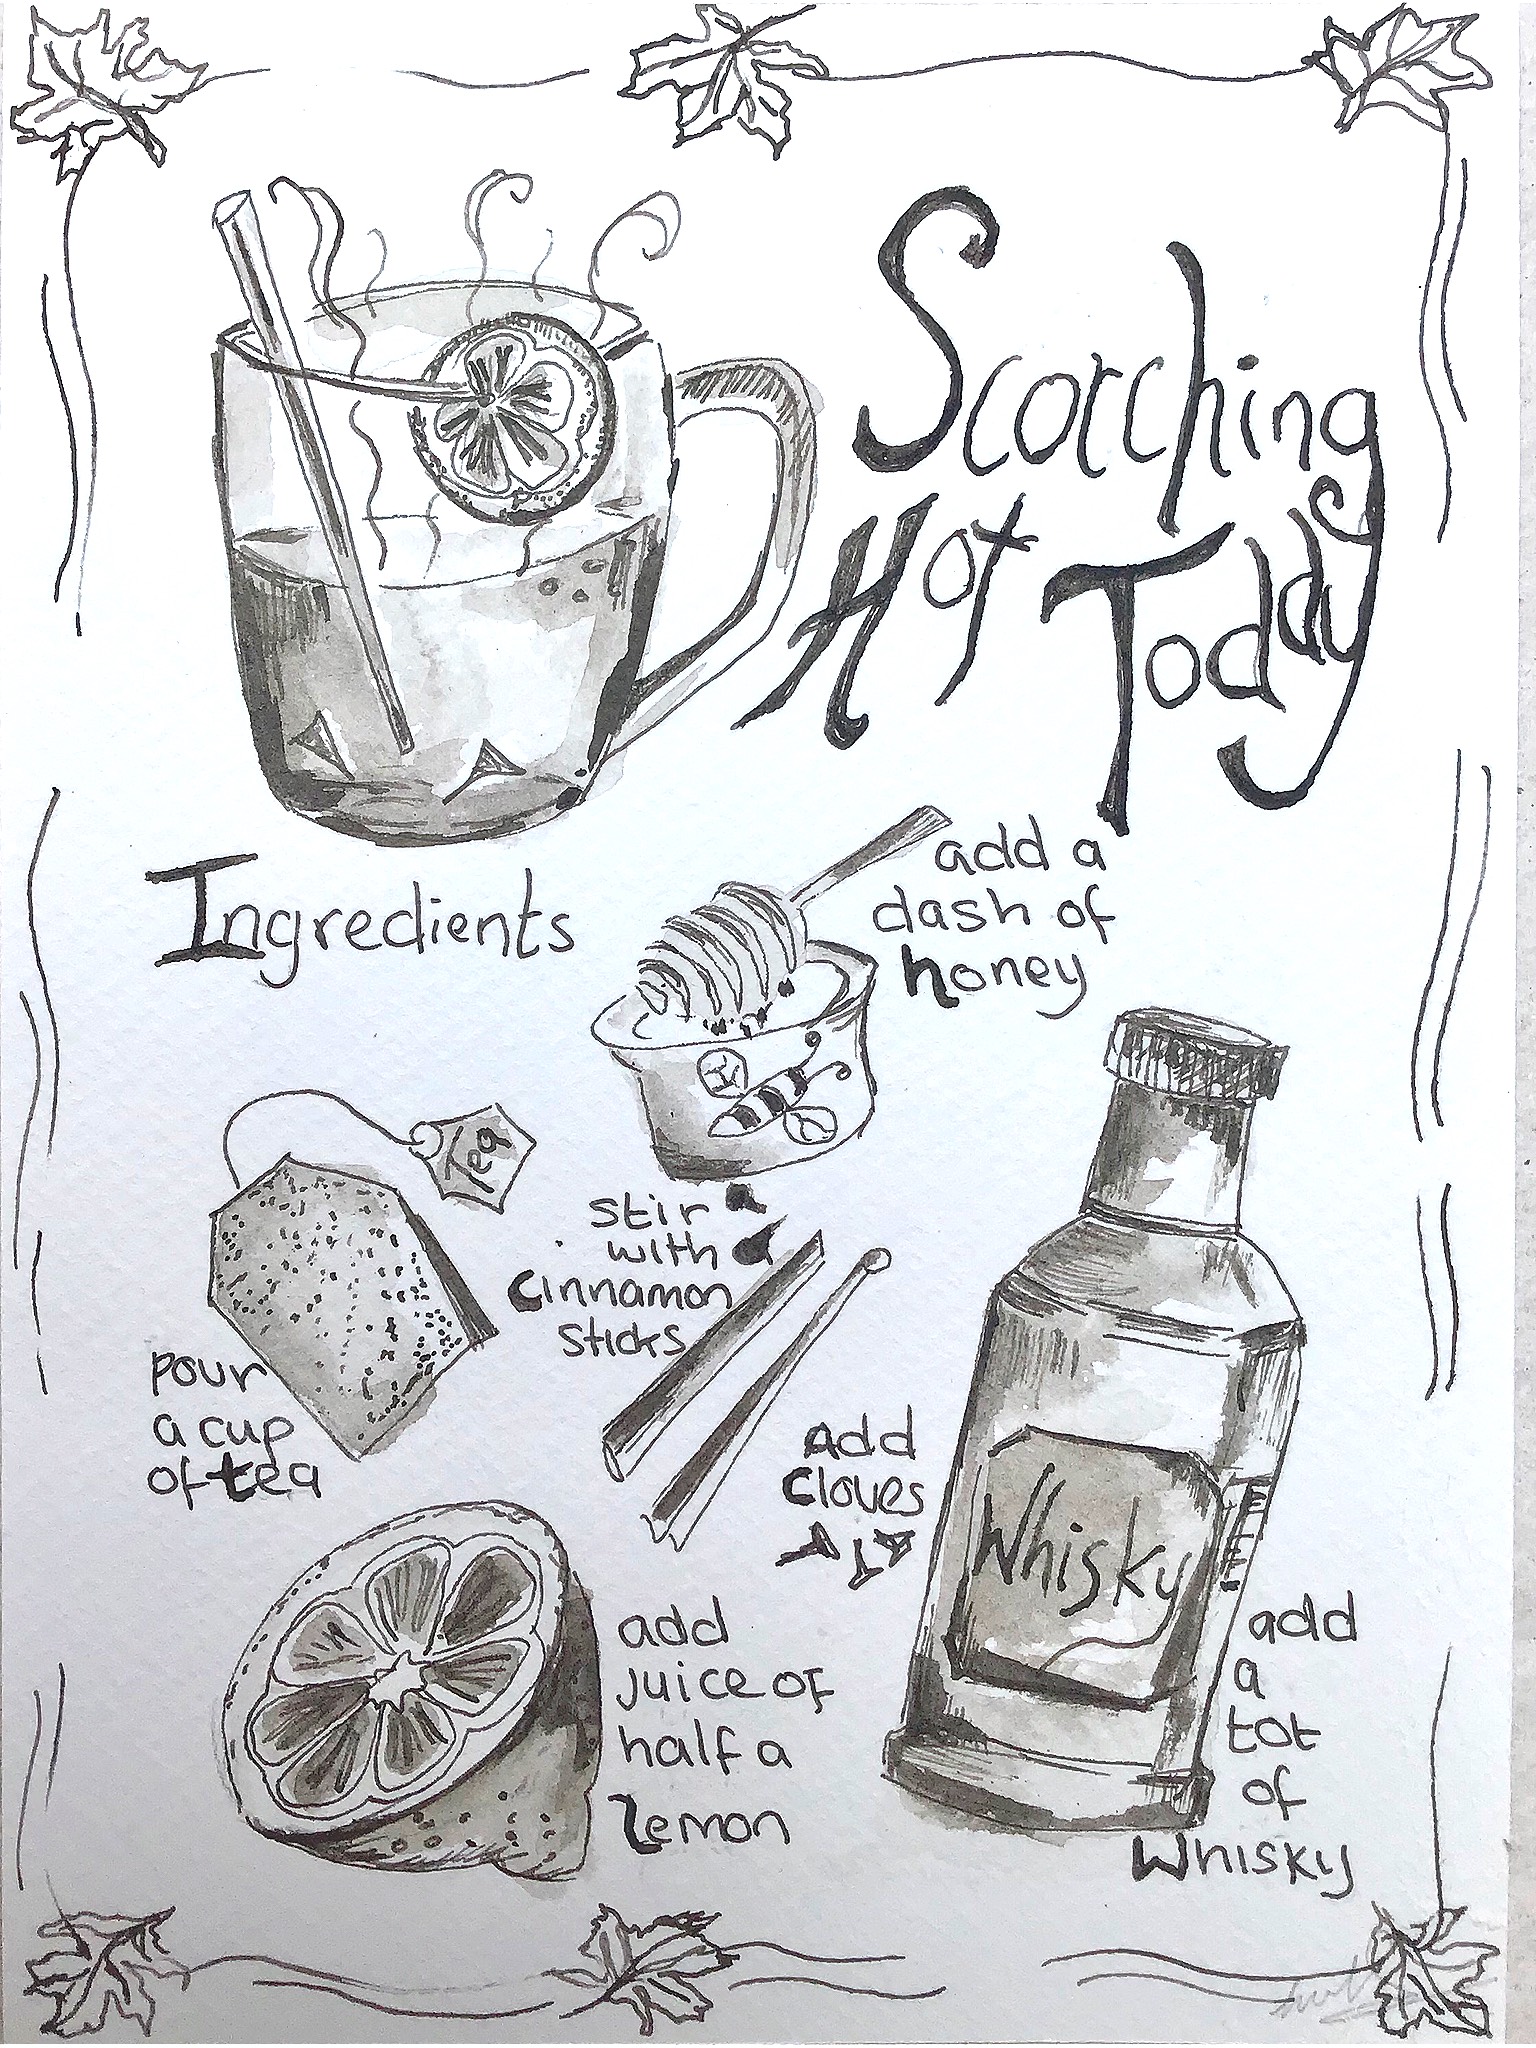 Scorching
Hot Toddy
Ingredients
add a
dash of
honey
Tea
stir
with
cinnamon
sticks
pour
a cup
of tea
Add
cloves
Whisky
add
juice of
half a
lemon
add
a
tot
of
Whisky